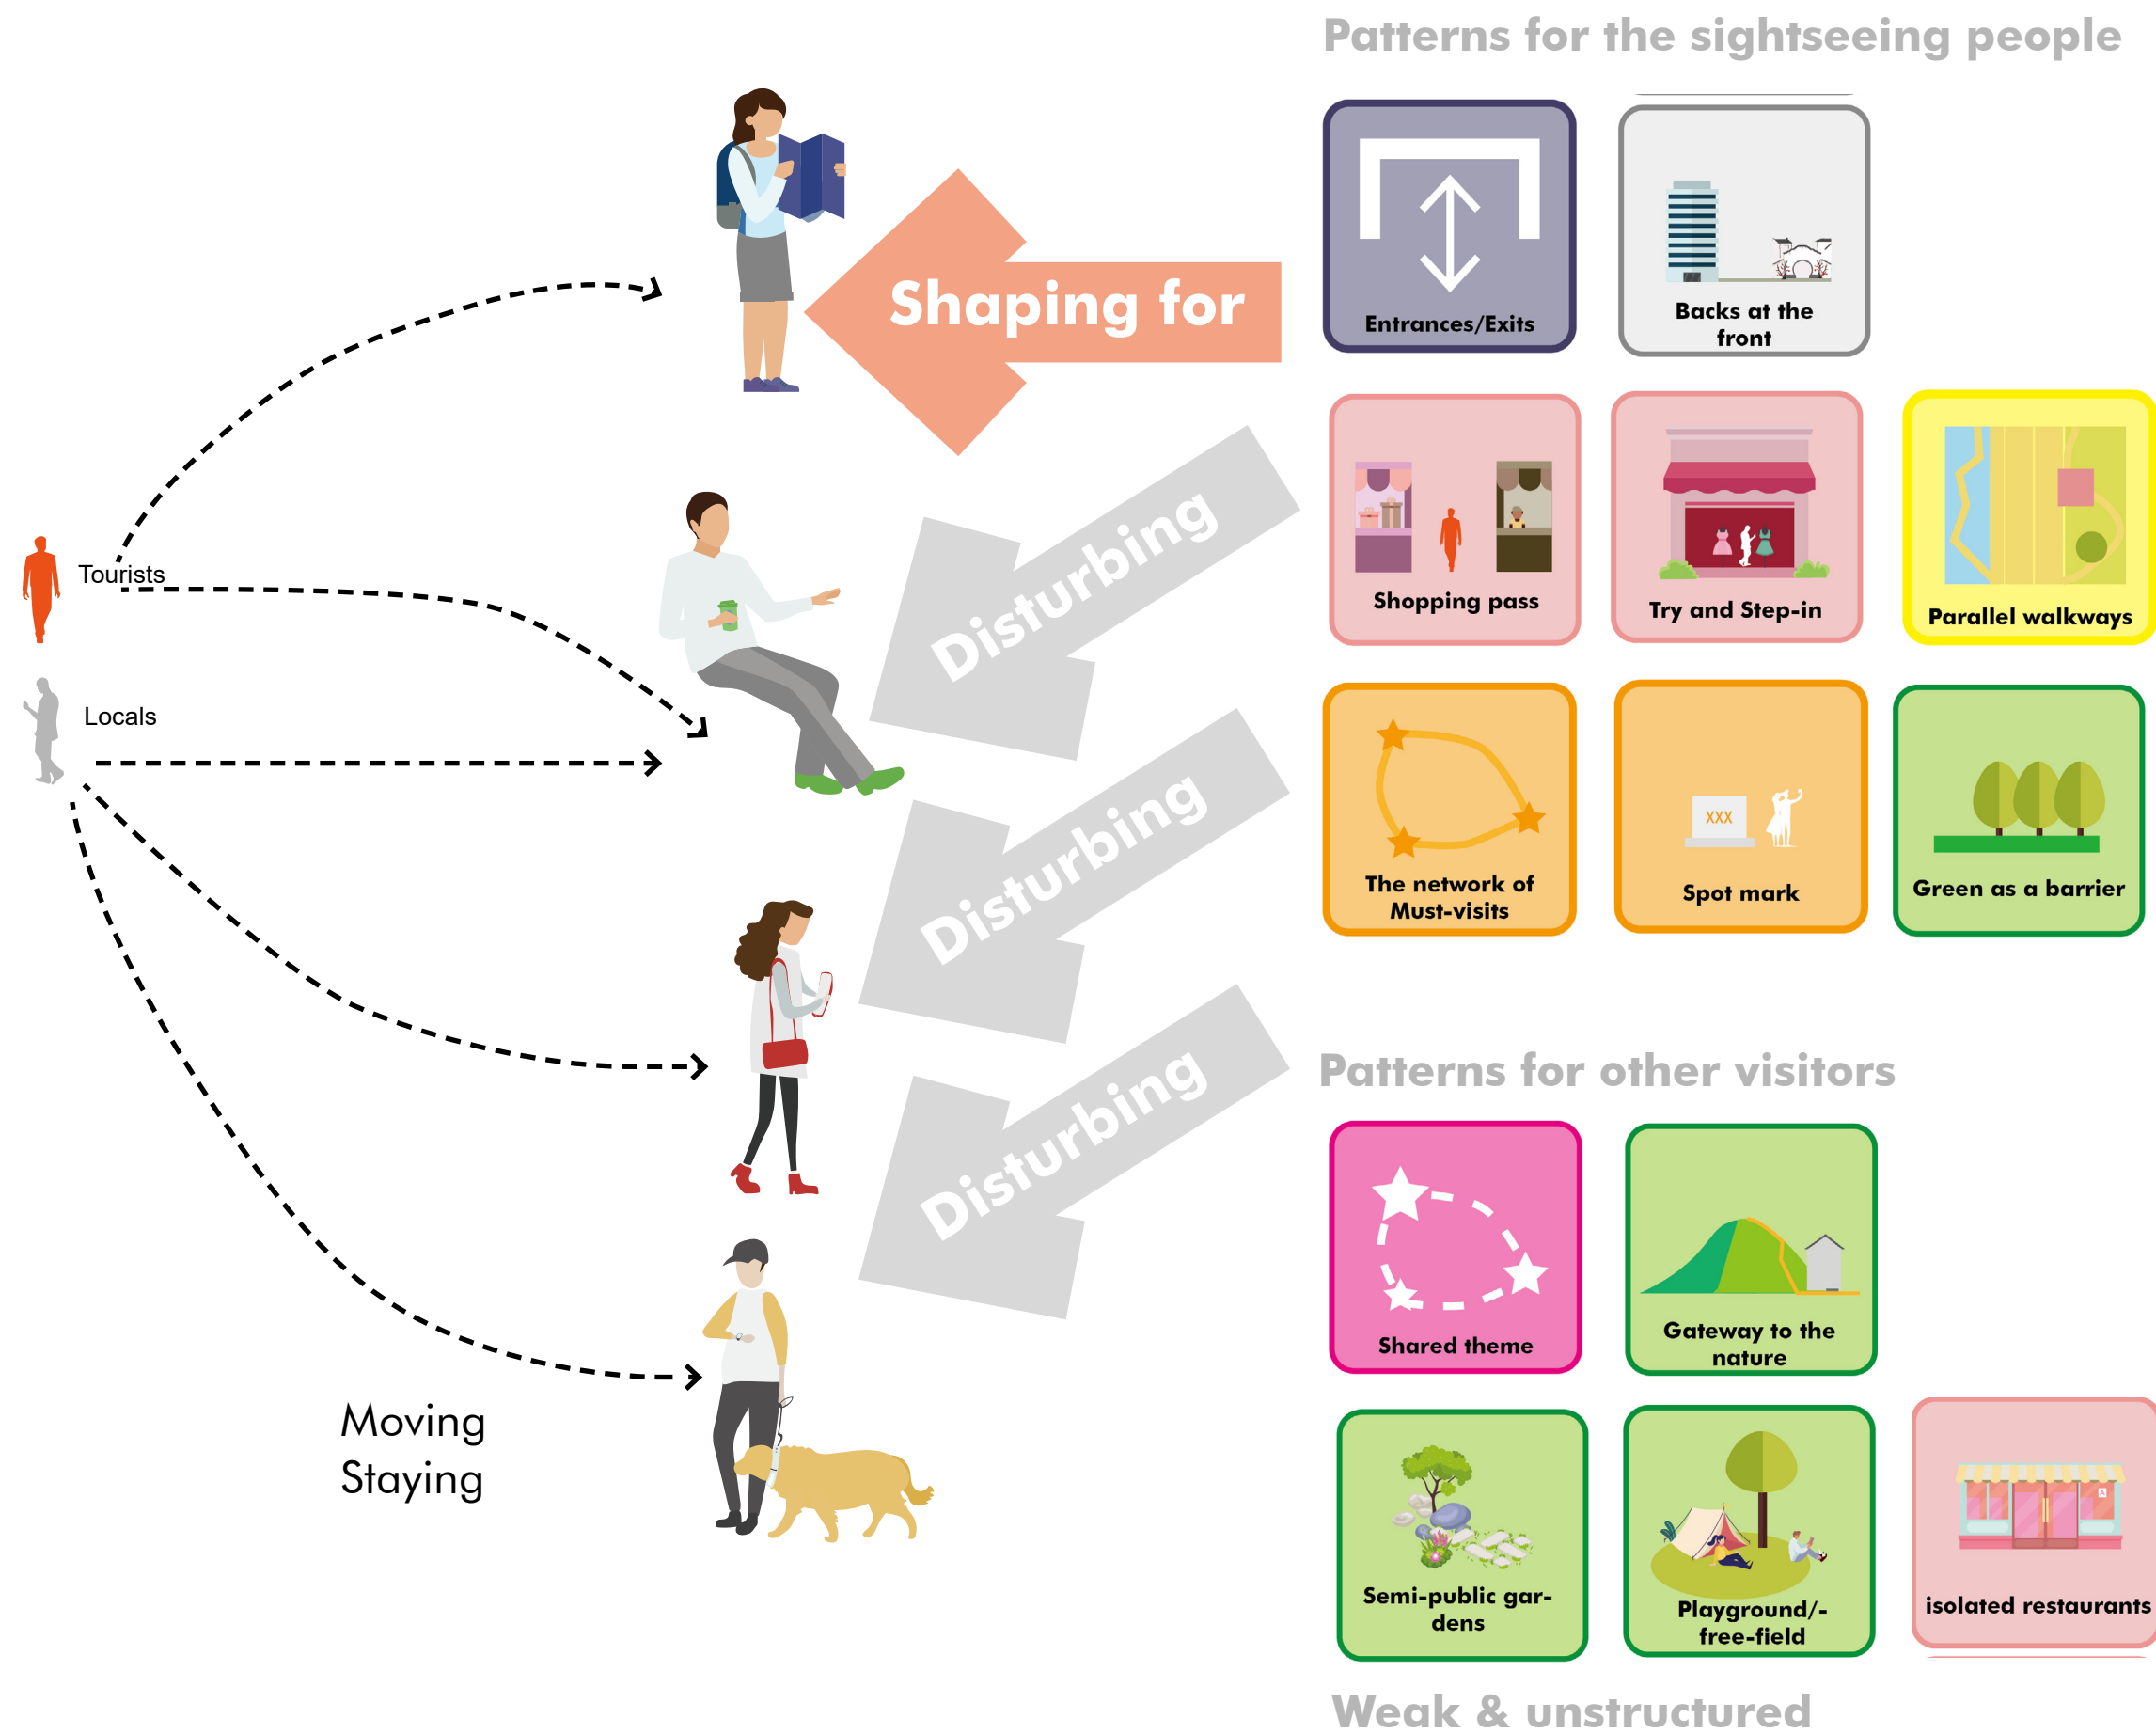 Patterns for the sightseeing people
Shaping for
Entrances/Exits
Backs at the
front
Tourists
Locals
Disturbing
Shopping pass
Try and Step-in
Parallel walkways
Disturbing
XXX
The network of
Must-visits
Spot mark
Green as a barrier
Disturbing
Patterns for other visitors
Shared theme
Gateway to the
nature
Moving
Staying
Semi-public gar-
dens
Playground/-
free-field
A
isolated restaurants
Weak & unstructured